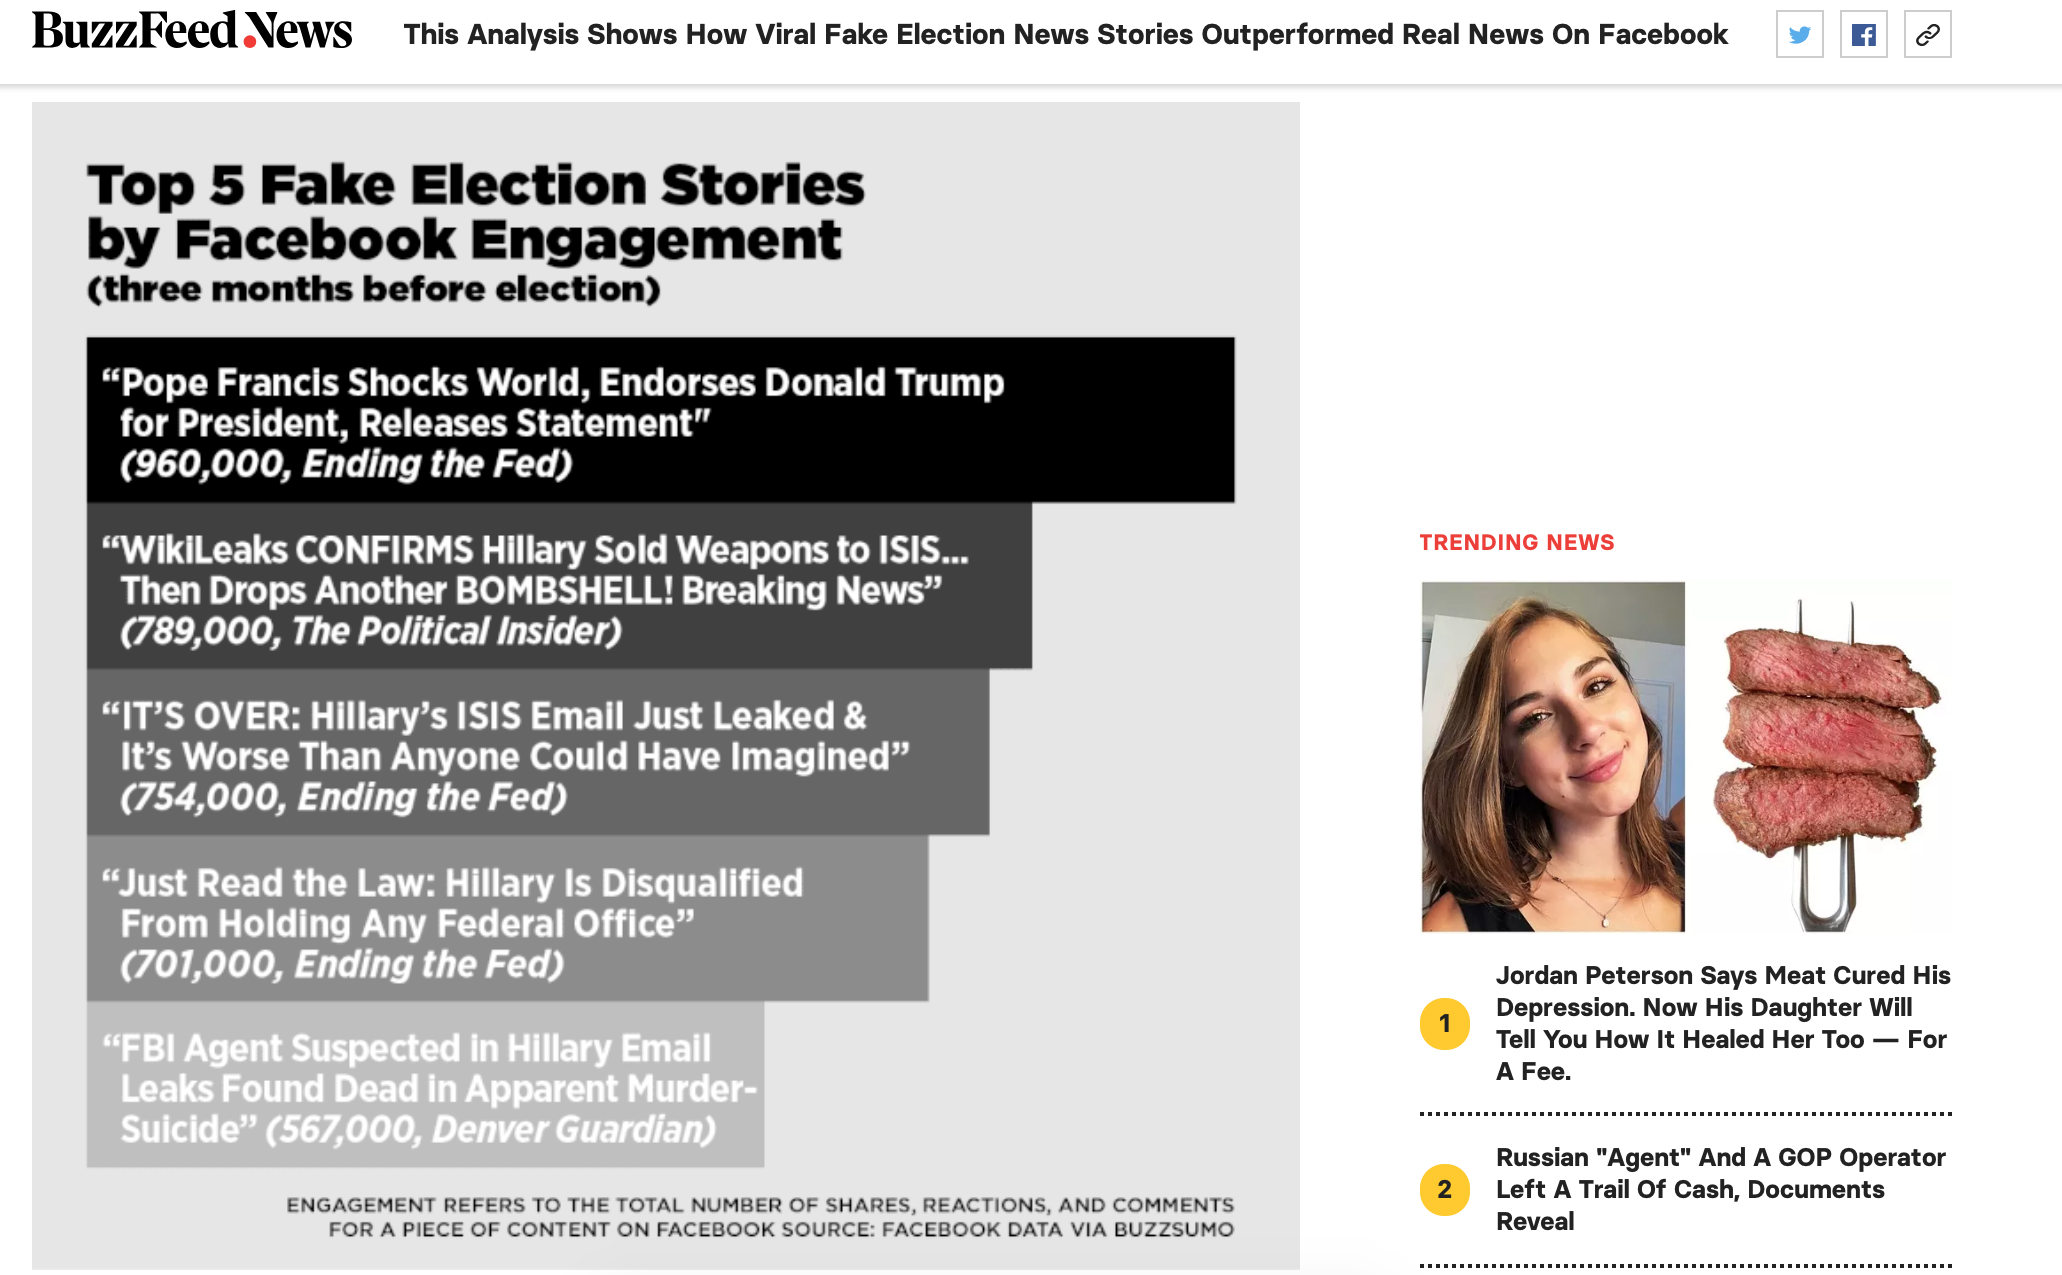 BuzzFeed News
This Analysis Shows How Viral Fake Election News Stories Outperformed Real News On Facebook
Top 5 Fake Election Stories
by Facebook Engagement
(three months before election)
“Pope Francis Shocks World, Endorses Donald Trump
for President, Releases Statement"
(960,000, Ending the Fed)
“WikiLeaks CONFIRMS Hillary Sold Weapons to ISIS...
Then Drops Another BOMBSHELL! Breaking News”
(789,000, The Political Insider)
“IT’S OVER: Hillary’s ISIS Email Just Leaked &
It’s Worse Than Anyone Could Have Imagined”
(754,000, Ending the Fed)
“Just Read the Law: Hillary Is Disqualified
From Holding Any Federal Office”
(701,000, Ending the Fed)
“FBI Agent Suspected in Hillary Email
Leaks Found Dead in Apparent Murder-
Suicide” (567,000, Denver Guardian)
ENGAGEMENT REFERS TO THE TOTAL NUMBER OF SHARES, REACTIONS, AND COMMENTS
FOR A PIECE OF CONTENT ON FACEBOOK SOURCE: FACEBOOK DATA VIA BUZZSUMO
TRENDING NEWS
1
Jordan Peterson Says Meat Cured His
Depression. Now His Daughter Will
Tell You How It Healed Her Too — For
A Fee.
2
Russian "Agent" And A GOP Operator
Left A Trail Of Cash, Documents
Reveal